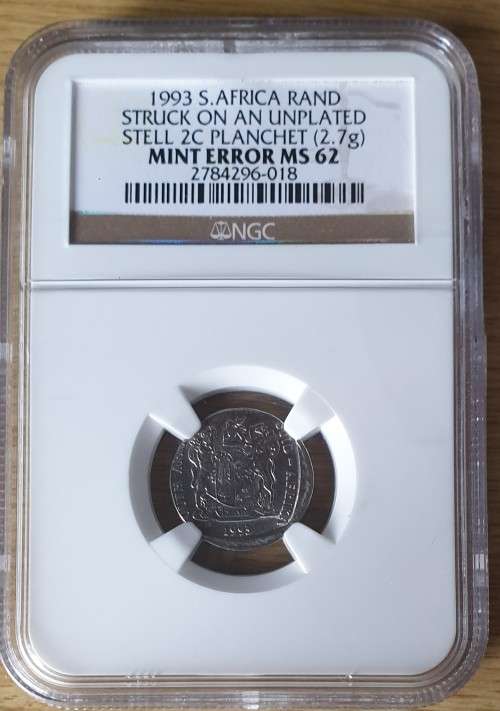 1993 S.AFRICA RAND
STRUCK ON AN UNPLATED
STELL 2C PLANCHET (2.7g)
MINT ERROR MS 62
2784296-018
NGC
1993